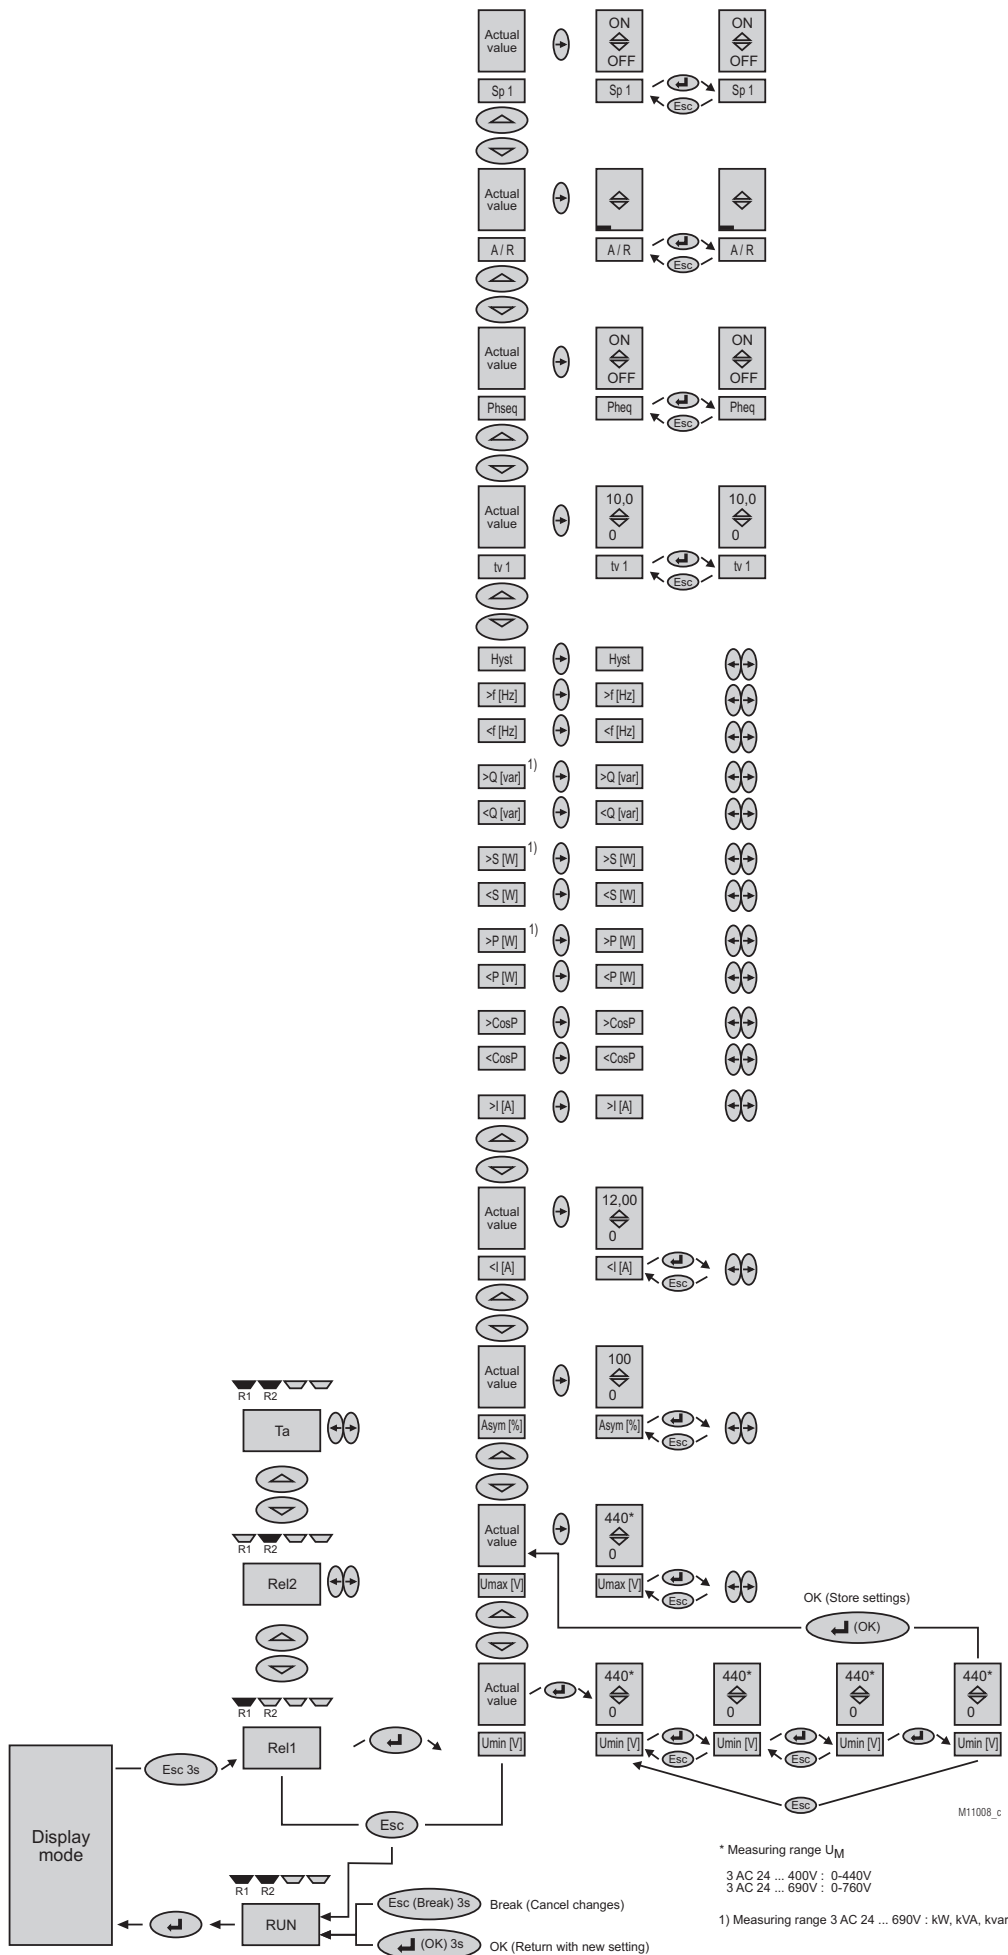 Actual value
ON
OFF
ON
OFF
Sp 1
Sp 1
Esc
Sp 1
Actual value
A / R
A / R
Esc
A / R
Actual value
ON
OFF
ON
OFF
Phseq
Pheq
Esc
Pheq
Actual value
10,0
0
10,0
0
tv 1
tv 1
Esc
tv 1
Hyst
Hyst
>f [Hz]
>f [Hz]
<f [Hz]
<f [Hz]
>Q [var] 1)
>Q [var]
<Q [var]
<Q [var]
>S [W] 1)
>S [W]
<S [W]
<S [W]
>P [W] 1)
>P [W]
<P [W]
<P [W]
>CosP
>CosP
<CosP
<CosP
>I [A]
>I [A]
Actual value
12,00
0
<I [A]
<I [A]
Esc
Actual value
100
0
Asym [%]
Asym [%]
Esc
R1 R2
Ta
Actual value
440*
0
Umax [V]
Umax [V]
Esc
R1 R2
Rel2
OK (Store settings)
(OK)
Actual value
440*
0
440*
0
440*
0
440*
0
Umin [V]
Umin [V]
Esc
Umin [V]
Esc
Umin [V]
Umin [V]
Esc
R1 R2
Rel1
Esc 3s
Esc
Display mode
R1 R2
RUN
Esc (Break) 3s
Break (Cancel changes)
(OK) 3s
OK (Return with new setting)
M11008_c
* Measuring range UM
3 AC 24 ... 400V : 0-440V
3 AC 24 ... 690V : 0-760V
1) Measuring range 3 AC 24 ... 690V : kW, kVA, kvar